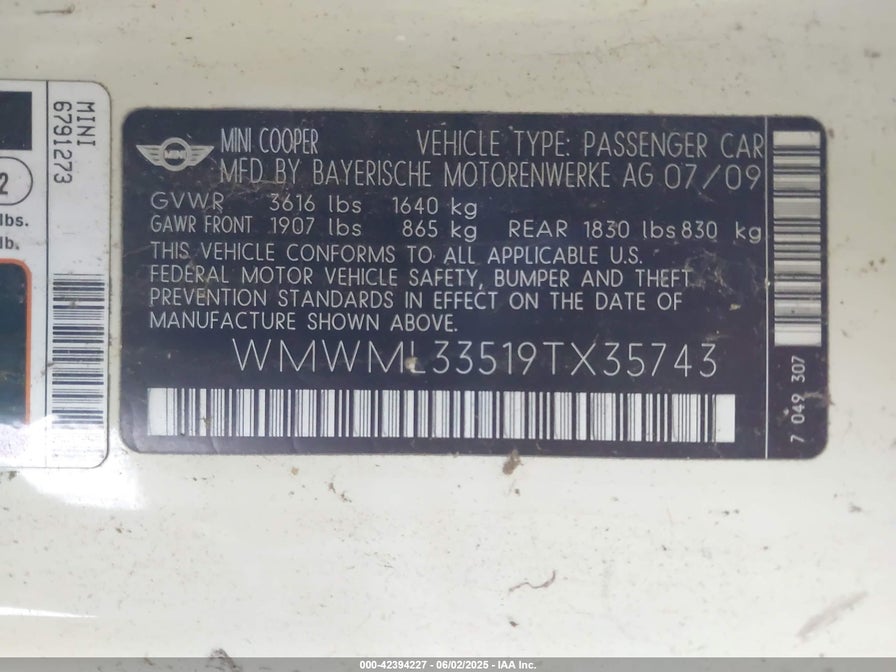 MINI
6791273
2
lbs.
lb.
MINI
MINI COOPER VEHICLE TYPE: PASSENGER CAR
MFD BY BAYERISCHE MOTORENWERKE AG 07/09
GVWR 3616 lbs 1640 kg
GAWR FRONT 1907 lbs 865 kg REAR 1830 lbs 830 kg
THIS VEHICLE CONFORMS TO ALL APPLICABLE U.S.
FEDERAL MOTOR VEHICLE SAFETY, BUMPER AND THEFT
PREVENTION STANDARDS IN EFFECT ON THE DATE OF
MANUFACTURE SHOWN ABOVE.
WMWML33519TX35743
7 049 307
000-42394227 - 06/02/2025 - IAA Inc.